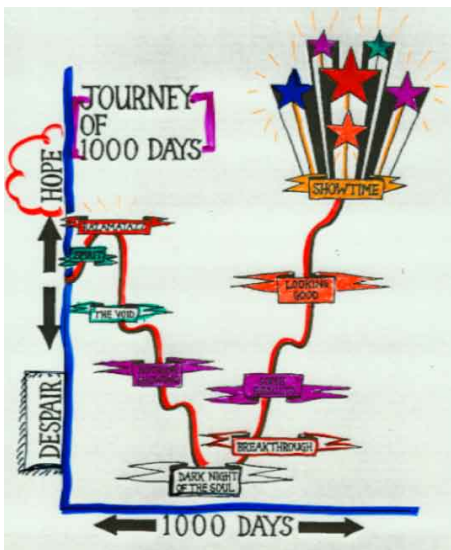 JOURNEY
OF
1000 DAYS
HOPE
SHOWTIME
RAZAMATAZZ
LOOKING
GOOD
THE VOID
DESPAIR
BREAKTHROUGH
DARK NIGHT
OF THE SOUL
1000 DAYS